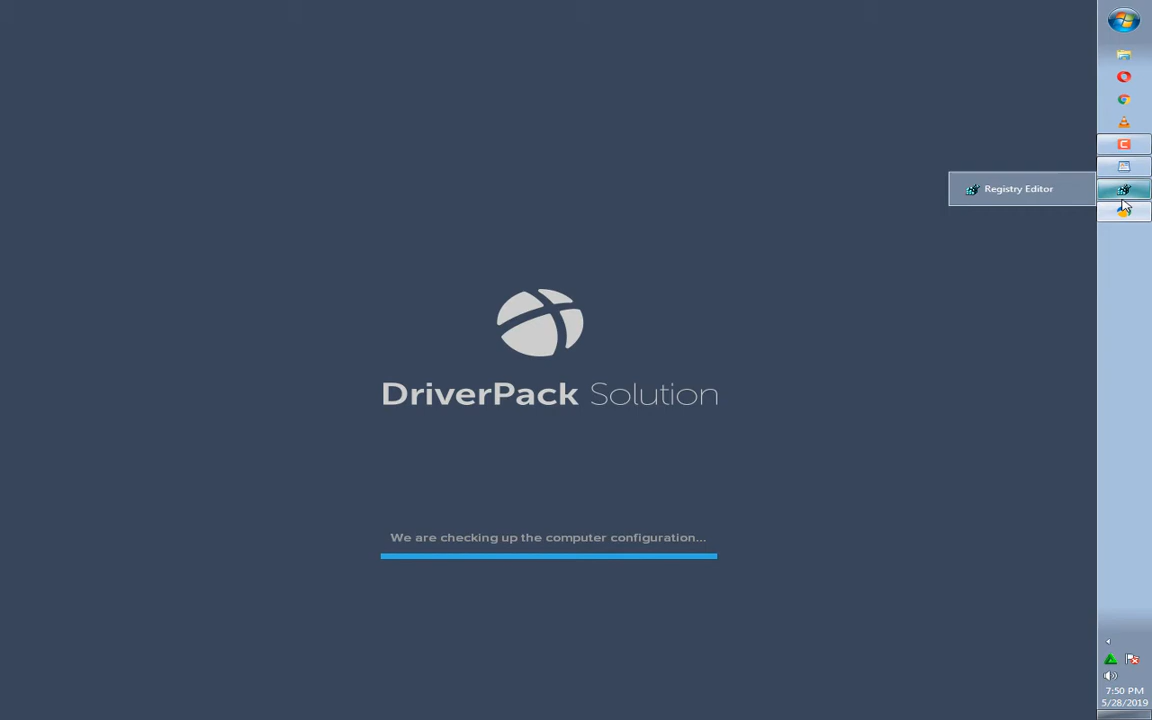 Registry Editor
DriverPack Solution
We are checking up the computer configuration...
7:50 PM
5/28/2019